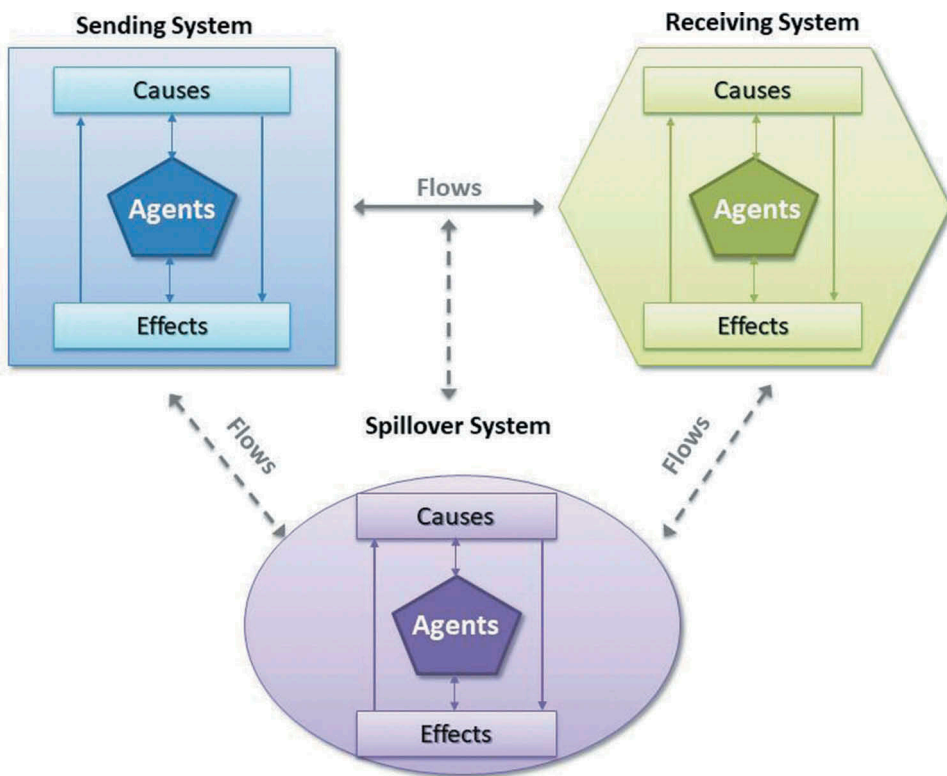 Sending System
Causes
Agents
Effects
Flows
Receiving System
Causes
Agents
Effects
Flows
Flows
Spillover System
Causes
Agents
Effects